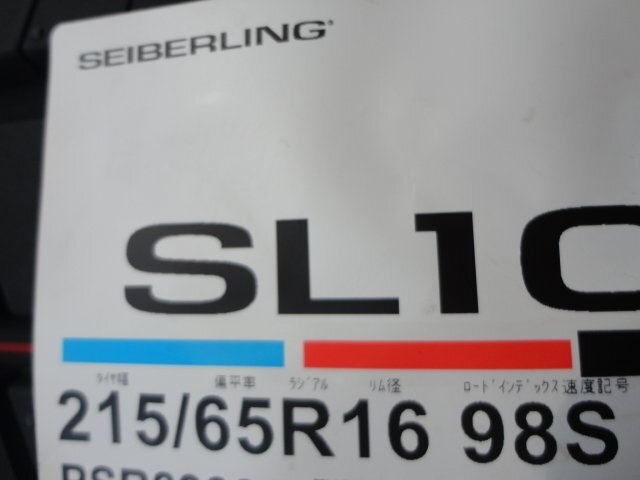 SEIBERLING
SL10
タイヤ幅 偏平率 ラジアル リム径 ロードインデックス 速度記号
215/65R16 98S